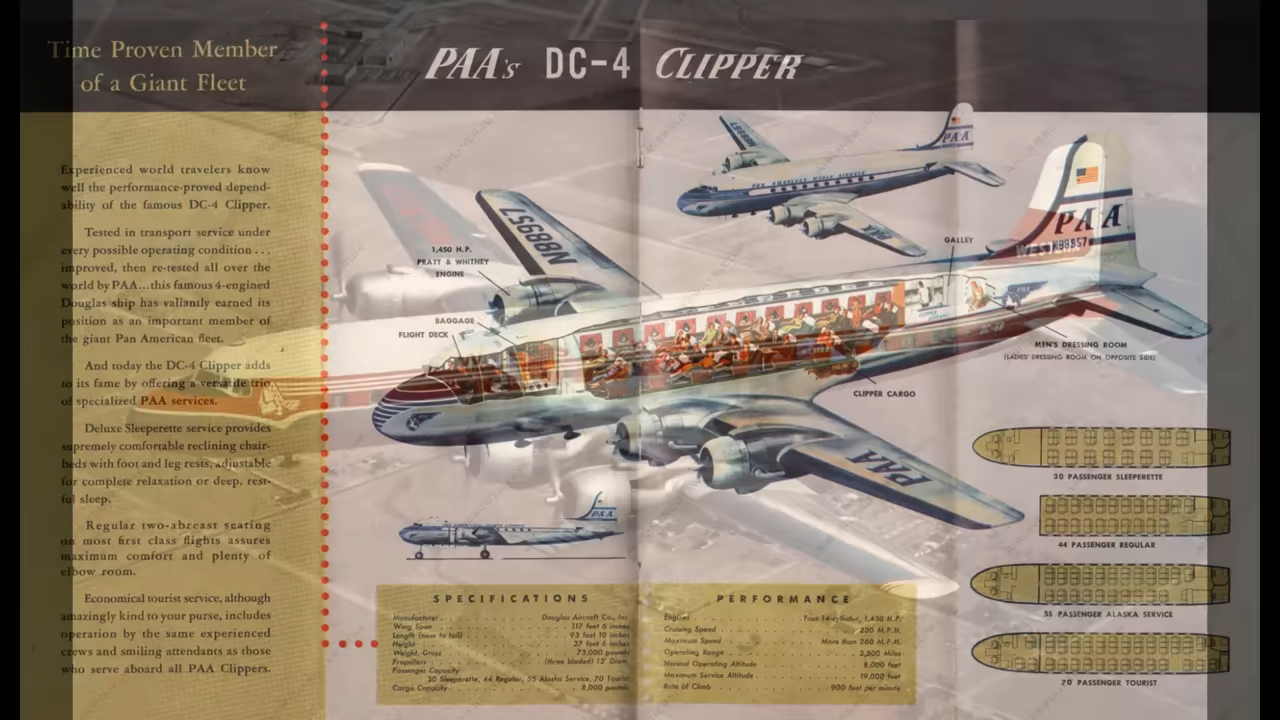 Time Proven Member
of a Giant Fleet
PAA's DC-4 CLIPPER
Experienced world travelers know
well the performance-proved depend-
ability of the famous DC-4 Clipper.
Tested in transport service under
every possible operating condition . . .
improved, then re-tested all over the
world by PAA...this famous 4-engined
Douglas ship has valiantly earned its
position as an important member of
the giant Pan American fleet.
And today the DC-4 Clipper adds
to its fame by offering a versatile trio
of specialized PAA services.
Deluxe Sleeperette service provides
supremely comfortable reclining chair-
beds with foot and leg rests, adjustable
for complete relaxation or deep, rest-
ful sleep.
Regular two-abreast seating
on most first class flights assures
maximum comfort and plenty of
elbow room.
Economical tourist service, although
amazingly kind to your purse, includes
operation by the same experienced
crews and smiling attendants as those
who serve aboard all PAA Clippers.
N88957
PAA
PAN AMERICAN WORLD AIRWAYS
PAA
N88957
1,450 H.P.
PRATT & WHITNEY
ENGINE
BAGGAGE
FLIGHT DECK
GALLEY
PAA
N88957
MEN'S DRESSING ROOM
(LADIES' DRESSING ROOM ON OPPOSITE SIDE)
CLIPPER CARGO
PAA
PAA
30 PASSENGER SLEEPERETTE
44 PASSENGER REGULAR
55 PASSENGER ALASKA SERVICE
70 PASSENGER TOURIST
SPECIFICATIONS
Manufacturer Douglas Aircraft Co., Inc.
Wing Span 117 feet 6 inches
Length (nose to tail) 93 feet 10 inches
Height 27 feet 6 inches
Weight, Gross 73,000 pounds
Propellers (three bladed) 13' Diam.
Passenger Capacity
30 Sleeperette, 44 Regular, 55 Alaska Service, 70 Tourist
Cargo Capacity 8,000 pounds
PERFORMANCE
Engines Four 14-cylinder, 1,450 H.P.
Cruising Speed 230 M.P.H.
Maximum Speed More than 260 M.P.H.
Operating Range 2,500 Miles
Normal Operating Altitude 8,000 feet
Maximum Service Altitude 19,000 feet
Rate of Climb 900 feet per minute